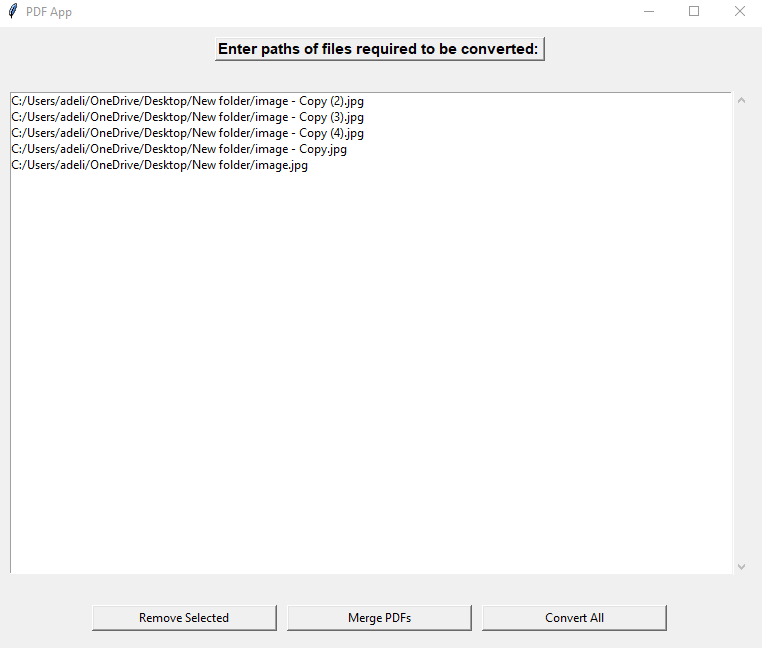 PDF App
Enter paths of files required to be converted:
C:/Users/adeli/OneDrive/Desktop/New folder/image - Copy (2).jpg
C:/Users/adeli/OneDrive/Desktop/New folder/image - Copy (3).jpg
C:/Users/adeli/OneDrive/Desktop/New folder/image - Copy (4).jpg
C:/Users/adeli/OneDrive/Desktop/New folder/image - Copy.jpg
C:/Users/adeli/OneDrive/Desktop/New folder/image.jpg
Remove Selected
Merge PDFs
Convert All